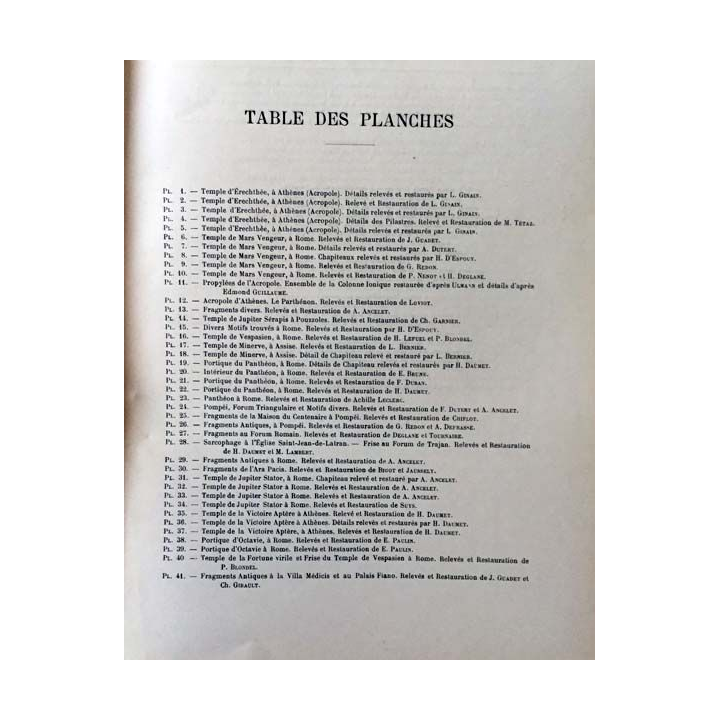 TABLE DES PLANCHES
Pl. 1. — Temple d'Érechthée, à Athènes (Acropole). Détails relevés et restaurés par L. Ginain.
Pl. 2. — Temple d'Erechthée, à Athènes (Acropole). Relevé et Restauration de L. Ginain.
Pl. 3. — Temple d'Erechthée, à Athènes (Acropole). Détails relevés et restaurés par L. Ginain.
Pl. 4. — Temple d'Erechthée, à Athènes (Acropole). Détails des Pilastres. Relevé et Restauration de M. Tétaz.
Pl. 5. — Temple d'Erechthée, à Athènes (Acropole). Détails relevés et restaurés par L. Ginain.
Pl. 6. — Temple de Mars Vengeur, à Rome. Relevés et Restauration de J. Guadet.
Pl. 7. — Temple de Mars Vengeur, à Rome. Détails relevés et restaurés par A. Dutert.
Pl. 8. — Temple de Mars Vengeur, à Rome. Chapiteaux relevés et restaurés par H. D'Espouy.
Pl. 9. — Temple de Mars Vengeur, à Rome. Relevés et Restauration de G. Redon.
Pl. 10. — Temple de Mars Vengeur, à Rome. Relevés et Restauration de P. Nénot et H. Deglane.
Pl. 11. — Propylées de l'Acropole. Ensemble de la Colonne Ionique restaurée d'après Ulmann et détails d'après
Edmond Guillaume.
Pl. 12. — Acropole d'Athènes. Le Parthénon. Relevés et Restauration de Loviot.
Pl. 13. — Fragments divers. Relevés et Restauration de A. Ancelet.
Pl. 14. — Temple de Jupiter Sérapis à Pouzzoles. Relevés et Restauration de Ch. Garnier.
Pl. 15. — Divers Motifs trouvés à Rome. Relevés et Restauration par H. D'Espouy.
Pl. 16. — Temple de Vespasien, à Rome. Relevés et Restauration de H. Lefuel et P. Blondel.
Pl. 17. — Temple de Minerve, à Assise. Relevés et Restauration de L. Bernier.
Pl. 18. — Temple de Minerve, à Assise. Détail de Chapiteau relevé et restauré par L. Bernier.
Pl. 19. — Portique du Panthéon, à Rome. Détails de Chapiteau relevés et restaurés par H. Daumet.
Pl. 20. — Intérieur du Panthéon, à Rome. Relevés et Restauration de E. Brune.
Pl. 21. — Portique du Panthéon, à Rome. Relevés et Restauration de F. Duban.
Pl. 22. — Portique du Panthéon, à Rome. Relevés et Restauration de H. Daumet.
Pl. 23. — Panthéon à Rome. Relevés et Restauration de Achille Leclerc.
Pl. 24. — Pompéi, Forum Triangulaire et Motifs divers. Relevés et Restauration de F. Dutert et A. Ancelet.
Pl. 25. — Fragments de la Maison du Centenaire à Pompéi. Relevés et Restauration de Chifflot.
Pl. 26. — Fragments Antiques, à Pompéi. Relevés et Restauration de G. Redon et A. Defrasse.
Pl. 27. — Fragments au Forum Romain. Relevés et Restauration de Deglane et Tournaire.
Pl. 28. — Sarcophage à l'Église Saint-Jean-de-Latran. — Frise au Forum de Trajan. Relevés et Restauration
de H. Daumet et M. Lambert.
Pl. 29. — Fragments Antiques à Rome. Relevés et Restauration de A. Ancelet.
Pl. 30. — Fragments de l'Ara Pacis. Relevés et Restauration de Bigot et Jaussely.
Pl. 31. — Temple de Jupiter Stator, à Rome. Chapiteau relevé et restauré par A. Ancelet.
Pl. 32. — Temple de Jupiter Stator, à Rome. Relevés et Restauration de A. Ancelet.
Pl. 33. — Temple de Jupiter Stator, à Rome. Relevés et Restauration de A. Ancelet.
Pl. 34. — Temple de Jupiter Stator à Rome. Relevés et Restauration de Suys.
Pl. 35. — Temple de la Victoire Aptère à Athènes. Relevé et Restauration de H. Daumet.
Pl. 36. — Temple de la Victoire Aptère à Athènes. Détails relevés et restaurés par H. Daumet.
Pl. 37. — Temple de la Victoire Aptère, à Athènes. Relevés et Restauration de H. Daumet.
Pl. 38. — Portique d'Octavie, à Rome. Relevés et Restauration de E. Paulin.
Pl. 39. — Portique d'Octavie à Rome. Relevés et Restauration de E. Paulin.
Pl. 40 — Temple de la Fortune virile et Frise du Temple de Vespasien à Rome. Relevés et Restauration de
P. Blondel.
Pl. 41. — Fragments Antiques à la Villa Médicis et au Palais Fiano. Relevés et Restauration de J. Guadet et
Ch. Girault.